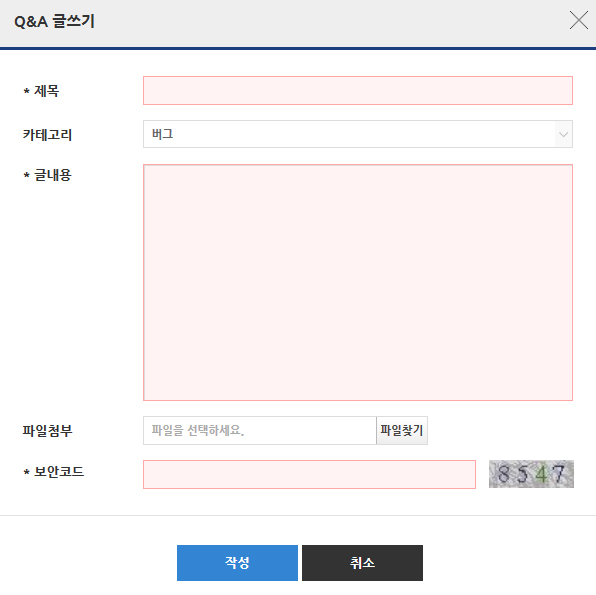 Q&A 글쓰기
* 제목
카테고리
버그
* 글내용
파일첨부
파일을 선택하세요.
파일찾기
* 보안코드
8547
작성
취소